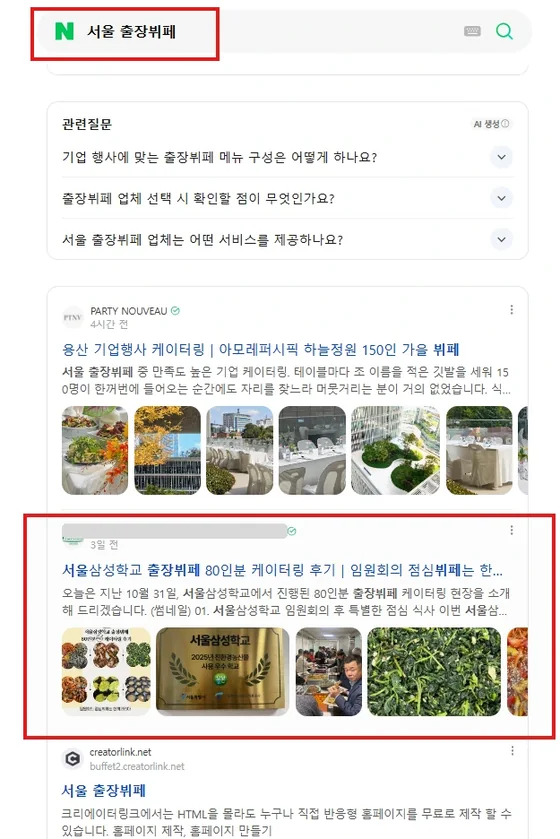 N 서울 출장뷔페
관련질문
AI 생성
기업 행사에 맞는 출장뷔페 메뉴 구성은 어떻게 하나요?
출장뷔페 업체 선택 시 확인할 점이 무엇인가요?
서울 출장뷔페 업체는 어떤 서비스를 제공하나요?
PTNV
PARTY NOUVEAU
4시간 전
용산 기업행사 케이터링 | 아모레퍼시픽 하늘정원 150인 가을 뷔페
서울 출장뷔페 중 만족도 높은 기업 케이터링. 테이블마다 조 이름을 적은 깃발을 세워 15
0명이 한꺼번에 들어오는 순간에도 자리를 찾느라 머뭇거리는 분이 거의 없었습니다. 식...
3일 전
서울삼성학교 출장뷔페 80인분 케이터링 후기 | 임원회의 점심뷔페는 한...
오늘은 지난 10월 31일, 서울삼성학교에서 진행된 80인분 출장뷔페 케이터링 현장을 소개
해 드리겠습니다. (썸네일) 01. 서울삼성학교 임원회의 후 특별한 점심 식사 이번 서울삼...
서울삼성학교
2025년 친환경농산물
사용 우수 학교
creatorlink.net
buffet2.creatorlink.net
서울 출장뷔페
크리에이터링크에서는 HTML을 몰라도 누구나 직접 반응형 홈페이지를 무료로 제작 할 수
있습니다. 홈페이지 제작, 홈페이지 만들기